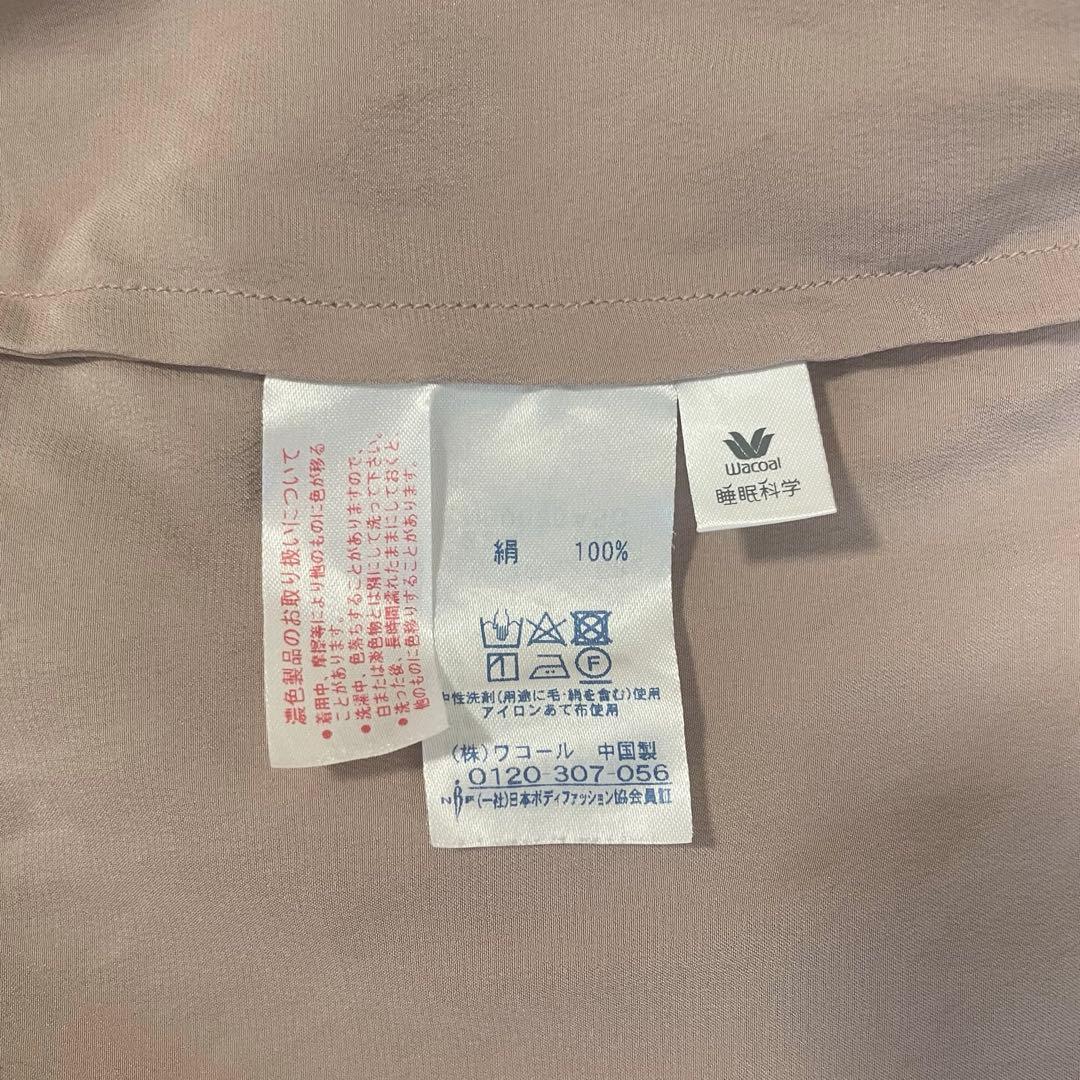 濃色製品のお取り扱いについて
●着用中、摩擦等により他のものに色が移る
ことがあります。
●洗濯中、色落ちすることがありますので、
白または淡色物とは別にして洗って下さい。
●洗った後、長時間濡れたままにしておくと
他のものに色移りすることがあります。
絹 100%
F
中性洗剤(用途に毛・絹を含む)使用
アイロンあて布使用
(株)ワコール 中国製
0120-307-056
(一社)日本ボディファッション協会員
Wacoal
睡眠科学